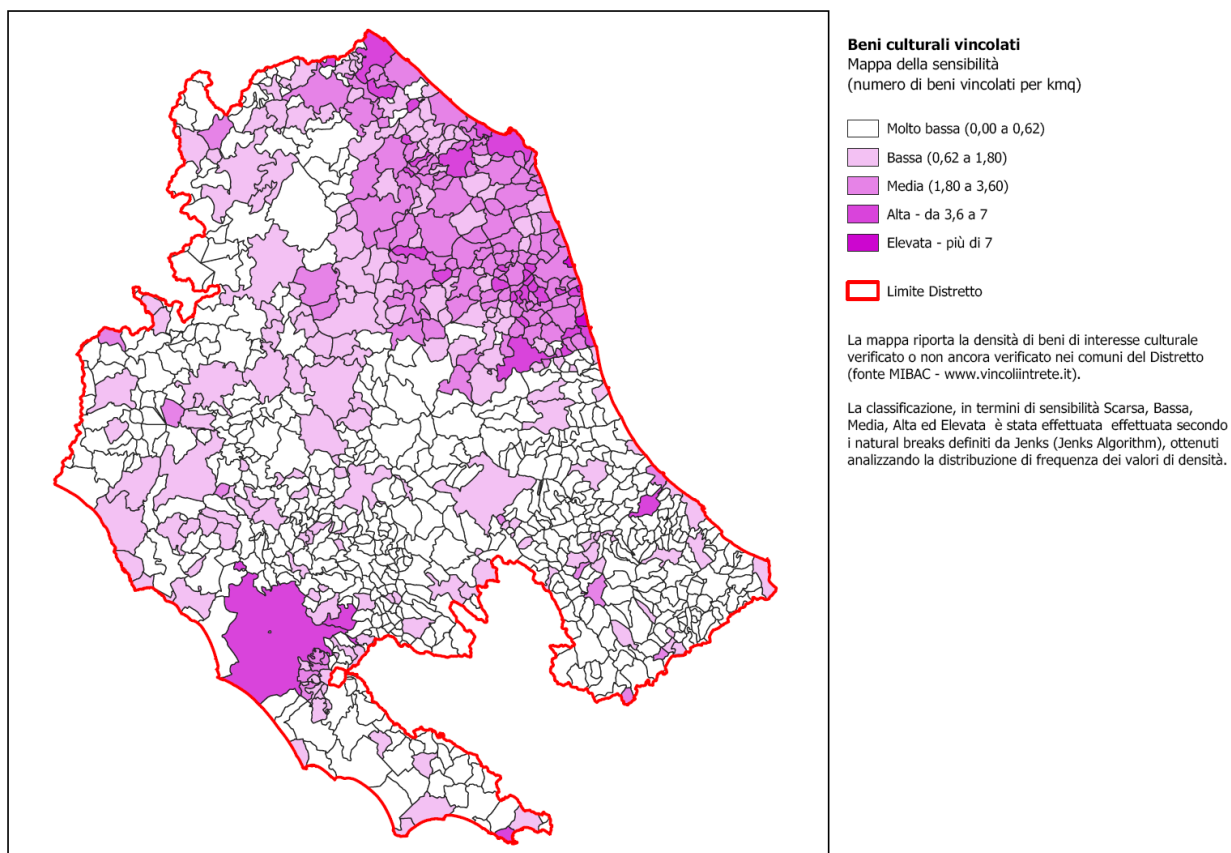 Beni culturali vincolati
Mappa della sensibilità
(numero di beni vincolati per kmq)
Molto bassa (0,00 a 0,62)
Bassa (0,62 a 1,80)
Media (1,80 a 3,60)
Alta - da 3,6 a 7
Elevata - più di 7
Limite Distretto
La mappa riporta la densità di beni di interesse culturale
verificato o non ancora verificato nei comuni del Distretto
(fonte MIBAC - www.vincoliintrete.it).
La classificazione, in termini di sensibilità Scarsa, Bassa,
Media, Alta ed Elevata è stata effettuata effettuata secondo
i natural breaks definiti da Jenks (Jenks Algorithm), ottenuti
analizzando la distribuzione di frequenza dei valori di densità.